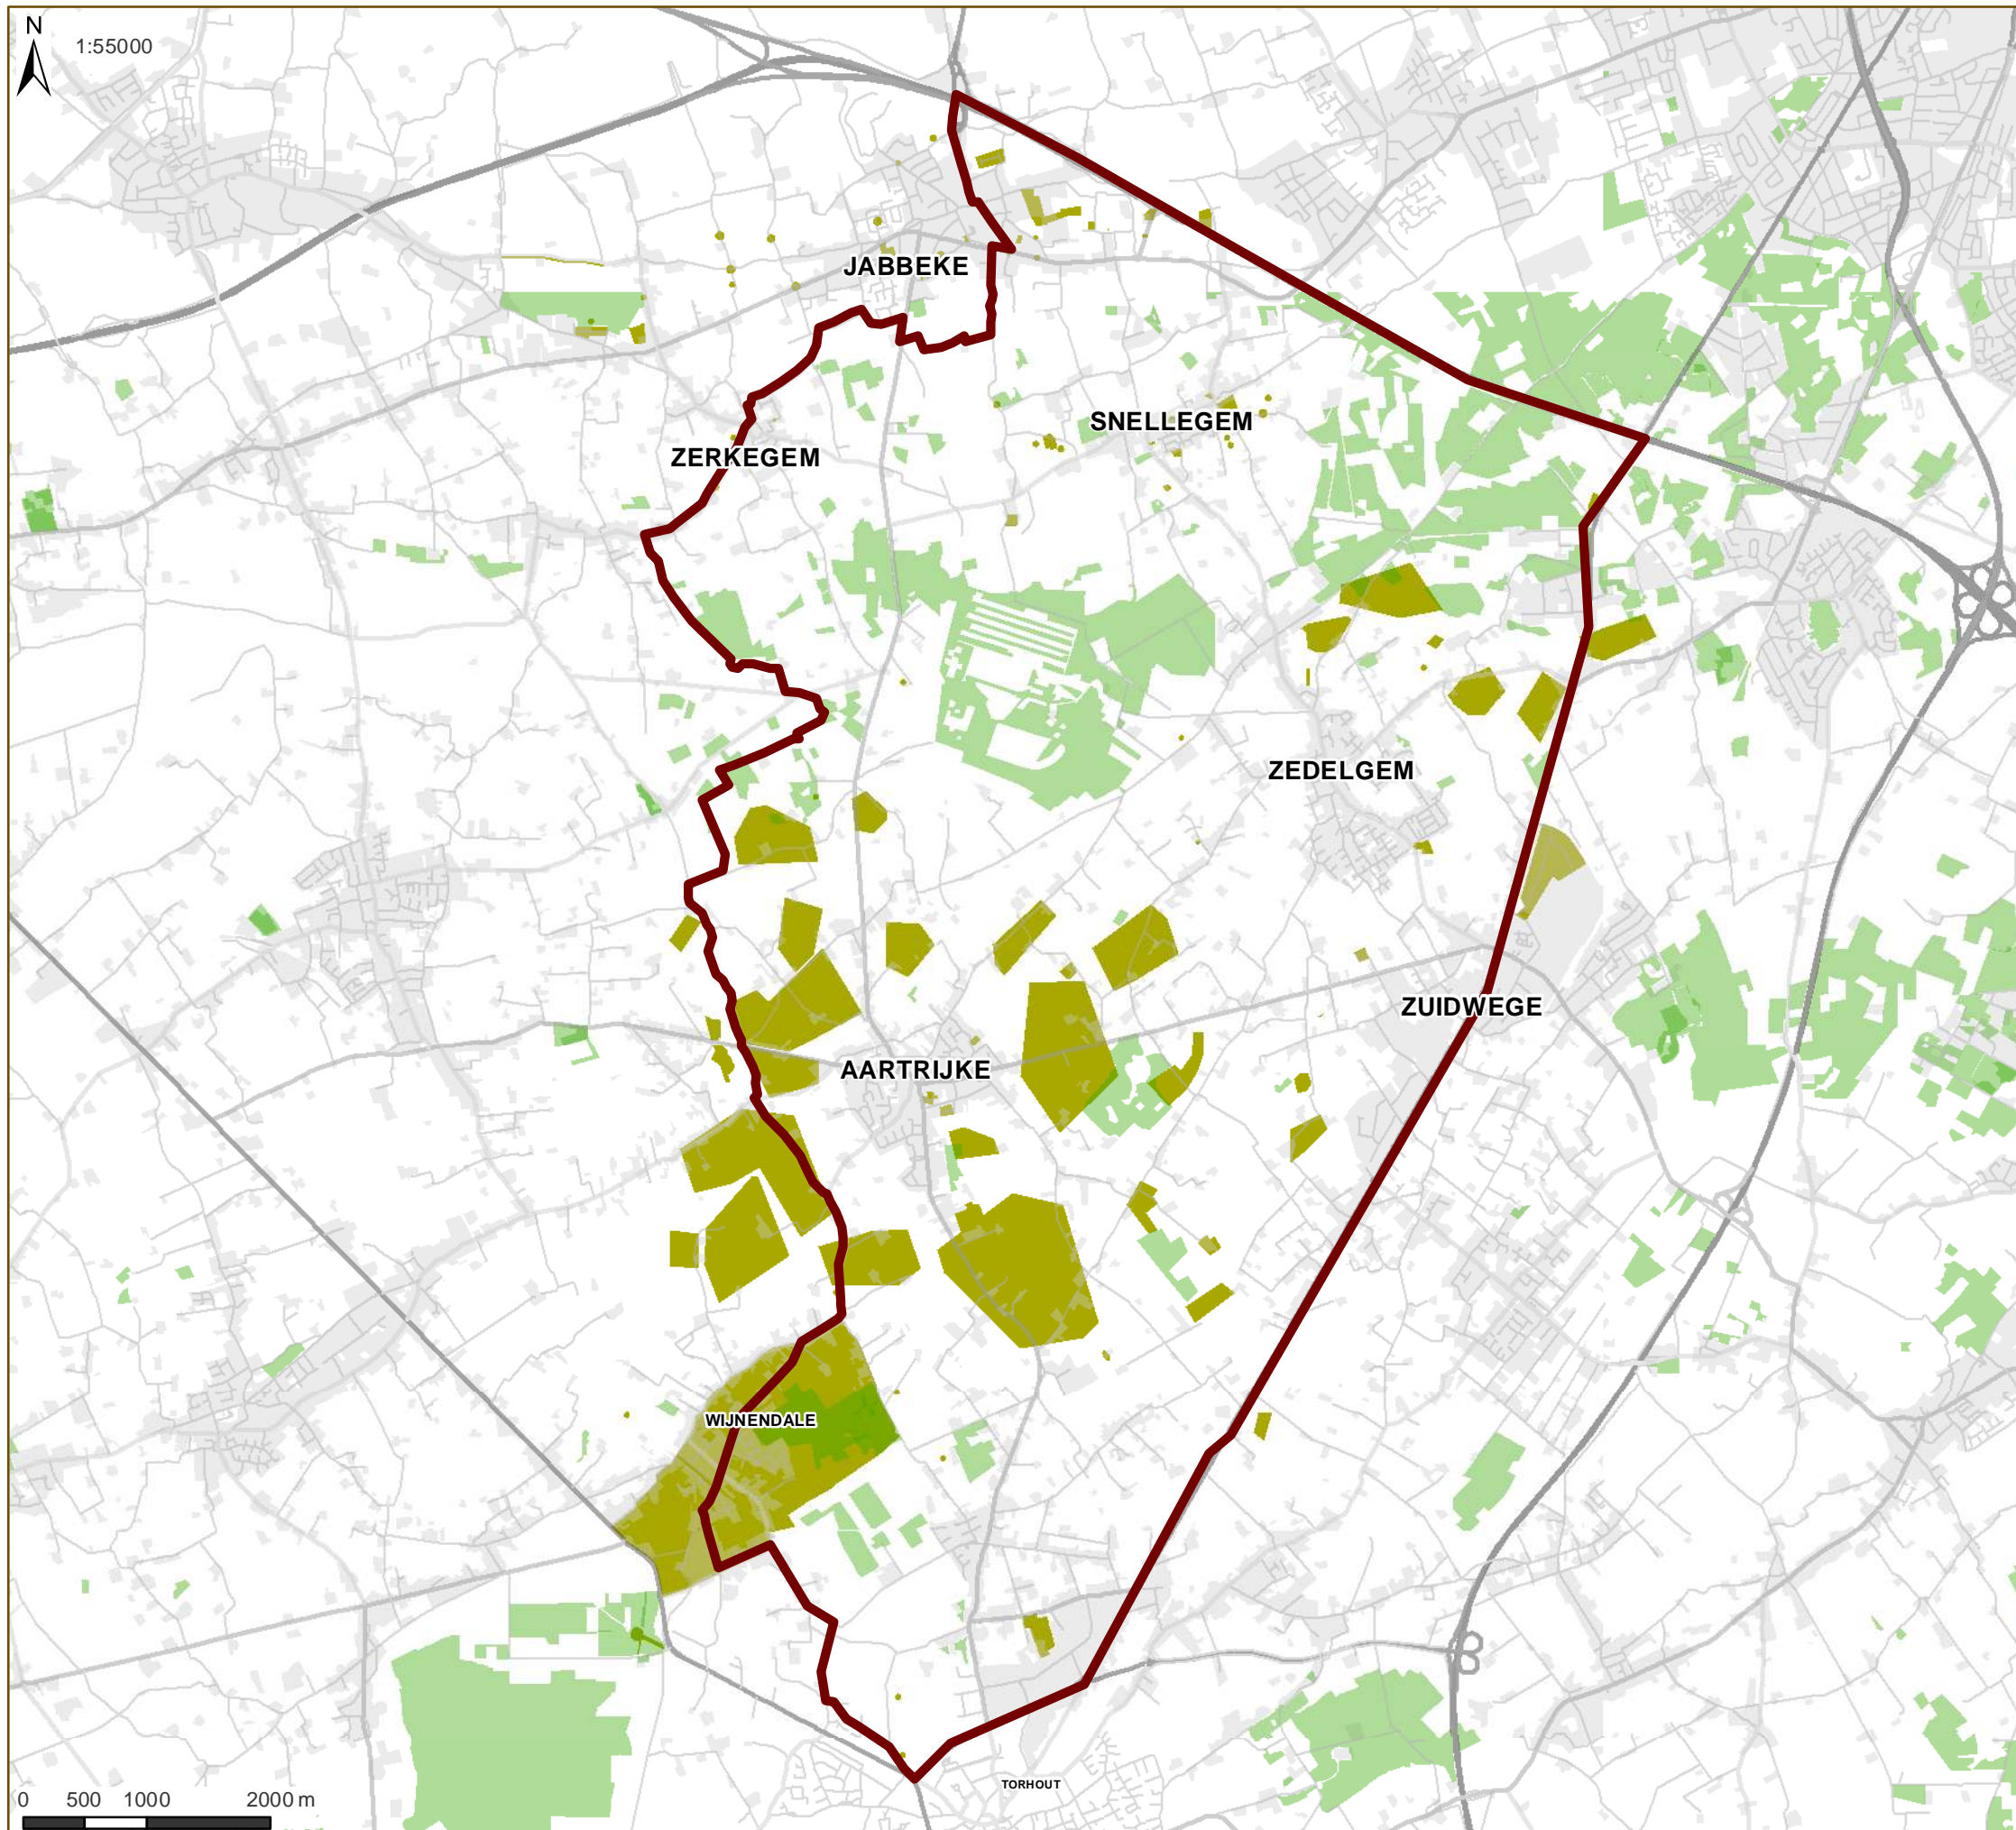 N
1:55000
JABBEKE
SNELLEGEM
ZERKEGEM
ZEDELGEM
ZUIDWEGE
AARTRIJKE
WIJNENDALE
TORHOUT
0 500 1000 2000 m